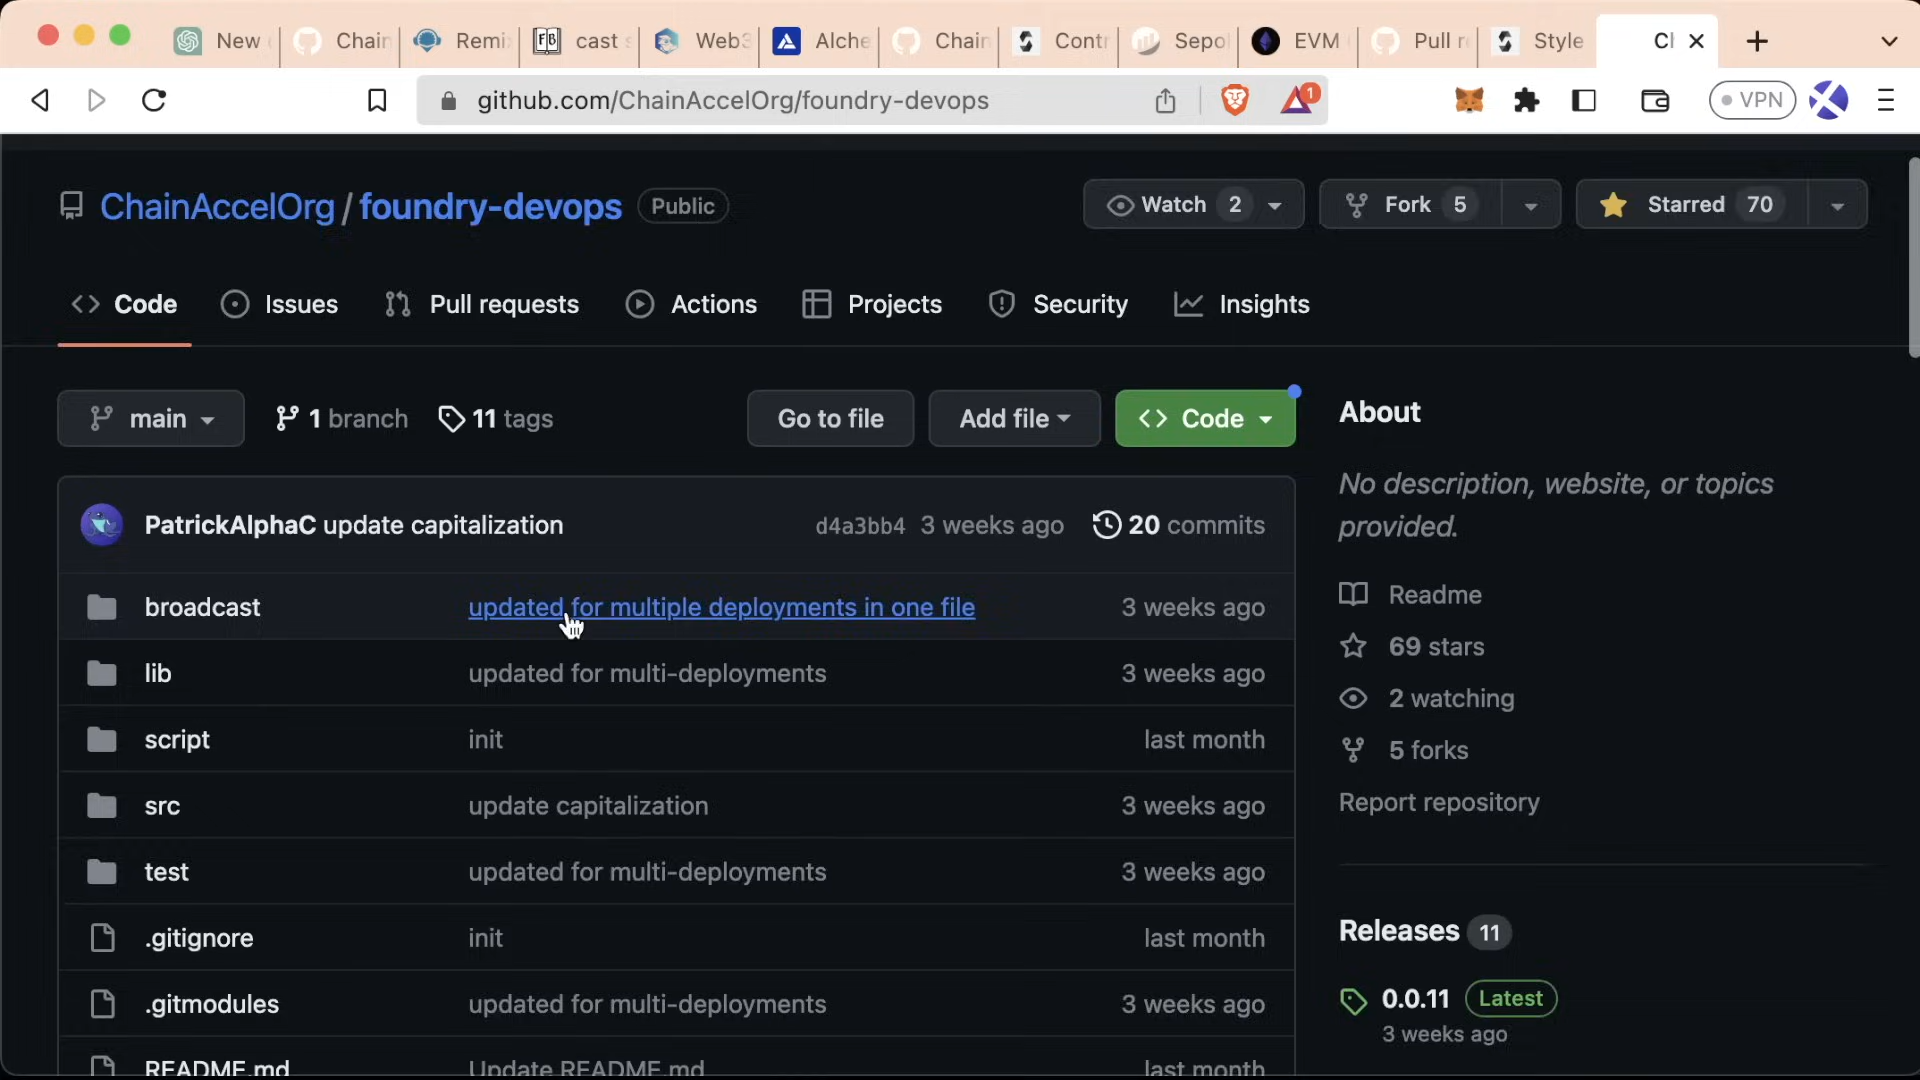 New
Chain
Remi
cast s
Web3
Alche
Chain
Contr
Sepol
EVM
Pull re
Style
Ch
github.com/ChainAccelOrg/foundry-devops
1
VPN
ChainAccelOrg / foundry-devops Public
Watch 2
Fork 5
Starred 70
Code
Issues
Pull requests
Actions
Projects
Security
Insights
main
1 branch
11 tags
Go to file
Add file
Code
PatrickAlphaC update capitalization d4a3bb4 3 weeks ago 20 commits
broadcast updated for multiple deployments in one file 3 weeks ago
lib updated for multi-deployments 3 weeks ago
script init last month
src update capitalization 3 weeks ago
test updated for multi-deployments 3 weeks ago
.gitignore init last month
.gitmodules updated for multi-deployments 3 weeks ago
README.md Update README.md last month
About
No description, website, or topics
provided.
Readme
69 stars
2 watching
5 forks
Report repository
Releases 11
0.0.11 Latest
3 weeks ago